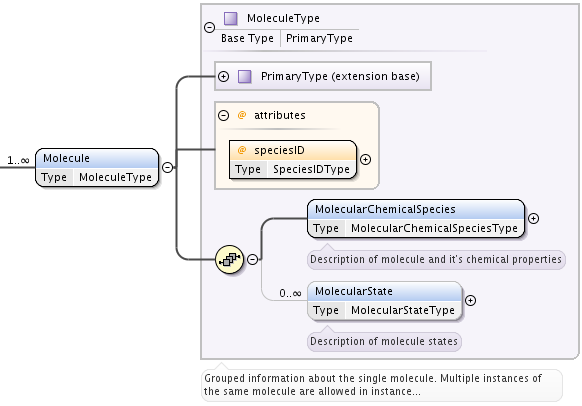 MoleculeType
Base Type PrimaryType
PrimaryType (extension base)
@ attributes
@ speciesID
Type SpeciesIDType
1..∞
Molecule
Type MoleculeType
MolecularChemicalSpecies
Type MolecularChemicalSpeciesType
Description of molecule and it's chemical properties
0..∞
MolecularState
Type MolecularStateType
Description of molecule states
Grouped information about the single molecule. Multiple instances of
the same molecule are allowed in instance...